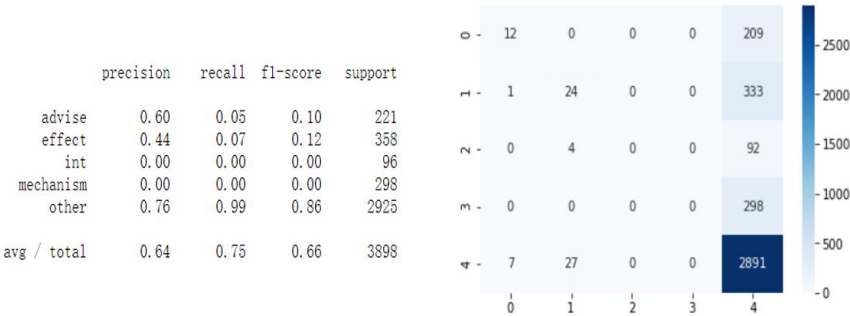 precision recall f1-score support
advise 0.60 0.05 0.10 221
effect 0.44 0.07 0.12 358
int 0.00 0.00 0.00 96
mechanism 0.00 0.00 0.00 298
other 0.76 0.99 0.86 2925
avg / total 0.64 0.75 0.66 3898
0 12 0 0 0 209
1 1 24 0 0 333
2 0 4 0 0 92
3 0 0 0 0 298
4 7 27 0 0 2891
0 1 2 3 4
2500
2000
1500
1000
500
0